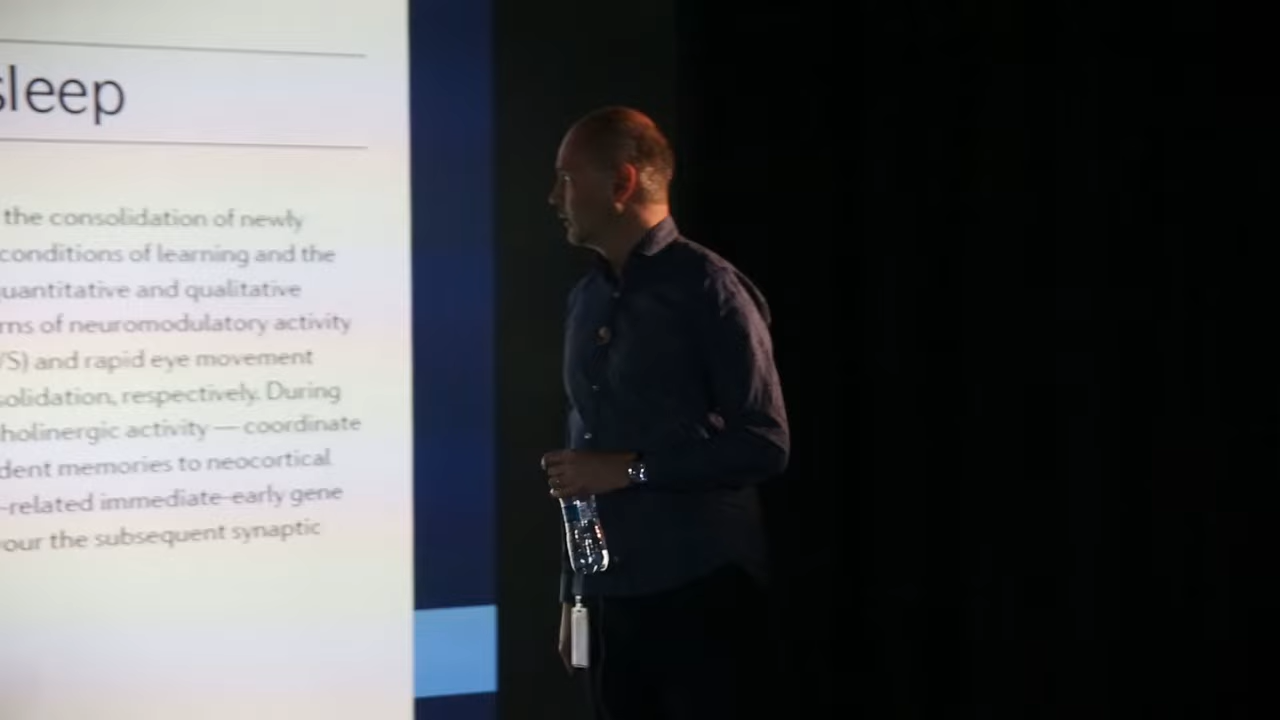 sleep
the consolidation of newly
conditions of learning and the
quantitative and qualitative
rns of neuromodulatory activity
/S) and rapid eye movement
solidation, respectively. During
holinergic activity — coordinate
dent memories to neocortical
-related immediate-early gene
our the subsequent synaptic